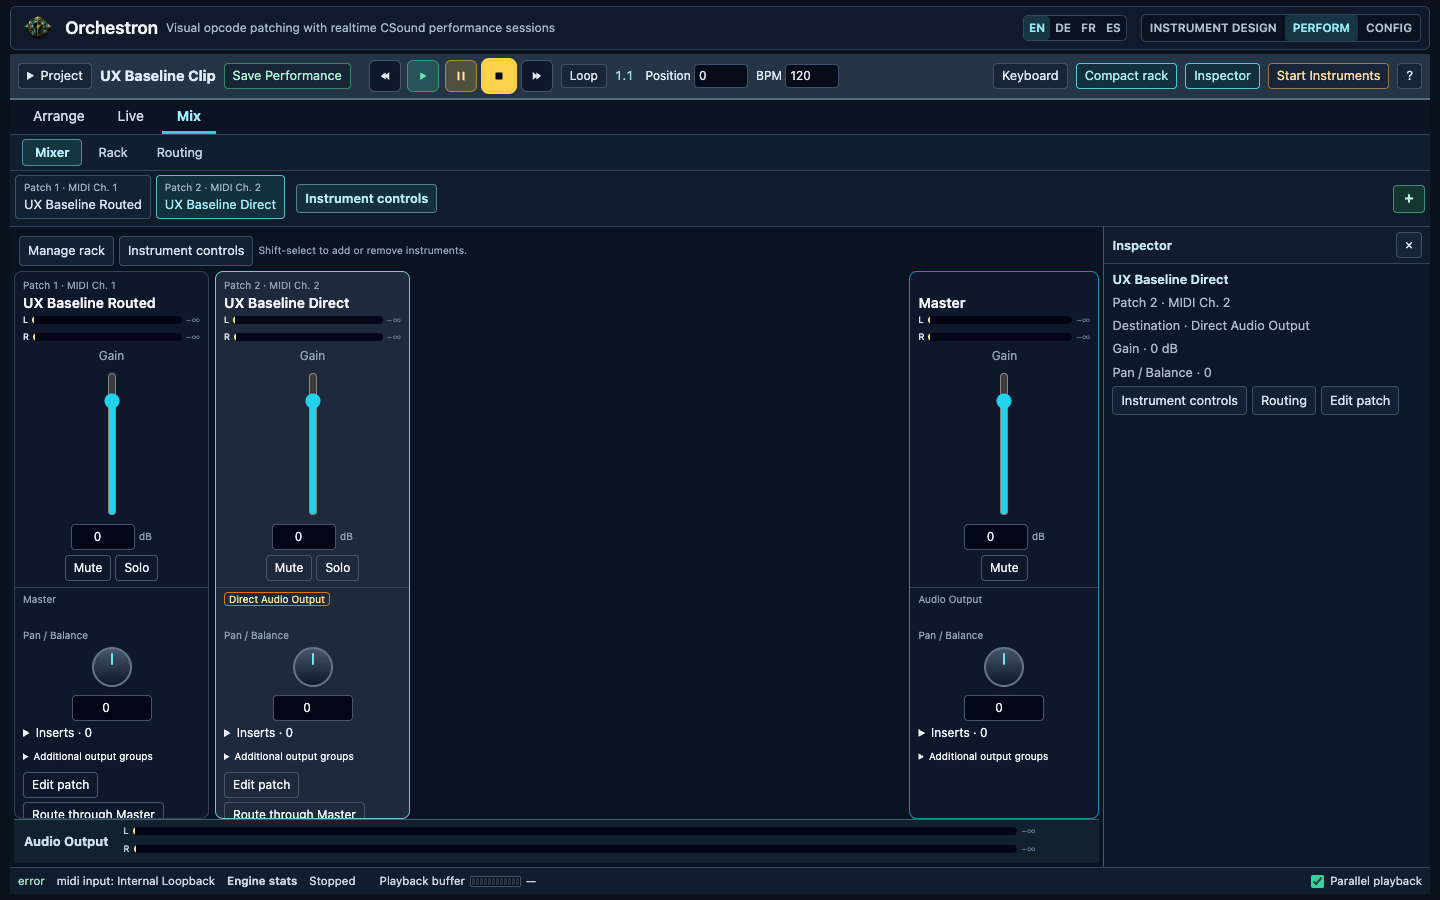 Orchestron Visual opcode patching with realtime CSound performance sessions EN DE FR ES INSTRUMENT DESIGN PERFORM CONFIG
Project UX Baseline Clip Save Performance Loop 1.1 Position 0 BPM 120 Keyboard Compact rack Inspector Start Instruments ?
Arrange Live Mix
Mixer Rack Routing
Patch 1 · MIDI Ch. 1
UX Baseline Routed
Patch 2 · MIDI Ch. 2
UX Baseline Direct
Instrument controls
+
Manage rack Instrument controls Shift-select to add or remove instruments.
Patch 1 · MIDI Ch. 1
UX Baseline Routed
L -∞
R -∞
Gain
0 dB
Mute Solo
Master
Pan / Balance
0
Inserts · 0
Additional output groups
Edit patch
Route through Master
Patch 2 · MIDI Ch. 2
UX Baseline Direct
L -∞
R -∞
Gain
0 dB
Mute Solo
Direct Audio Output
Pan / Balance
0
Inserts · 0
Additional output groups
Edit patch
Route through Master
Master
L -∞
R -∞
Gain
0 dB
Mute
Audio Output
Pan / Balance
0
Inserts · 0
Additional output groups
Audio Output
L -∞
R -∞
Inspector ×
UX Baseline Direct
Patch 2 · MIDI Ch. 2
Destination · Direct Audio Output
Gain · 0 dB
Pan / Balance · 0
Instrument controls Routing Edit patch
error midi input: Internal Loopback Engine stats Stopped Playback buffer — Parallel playback